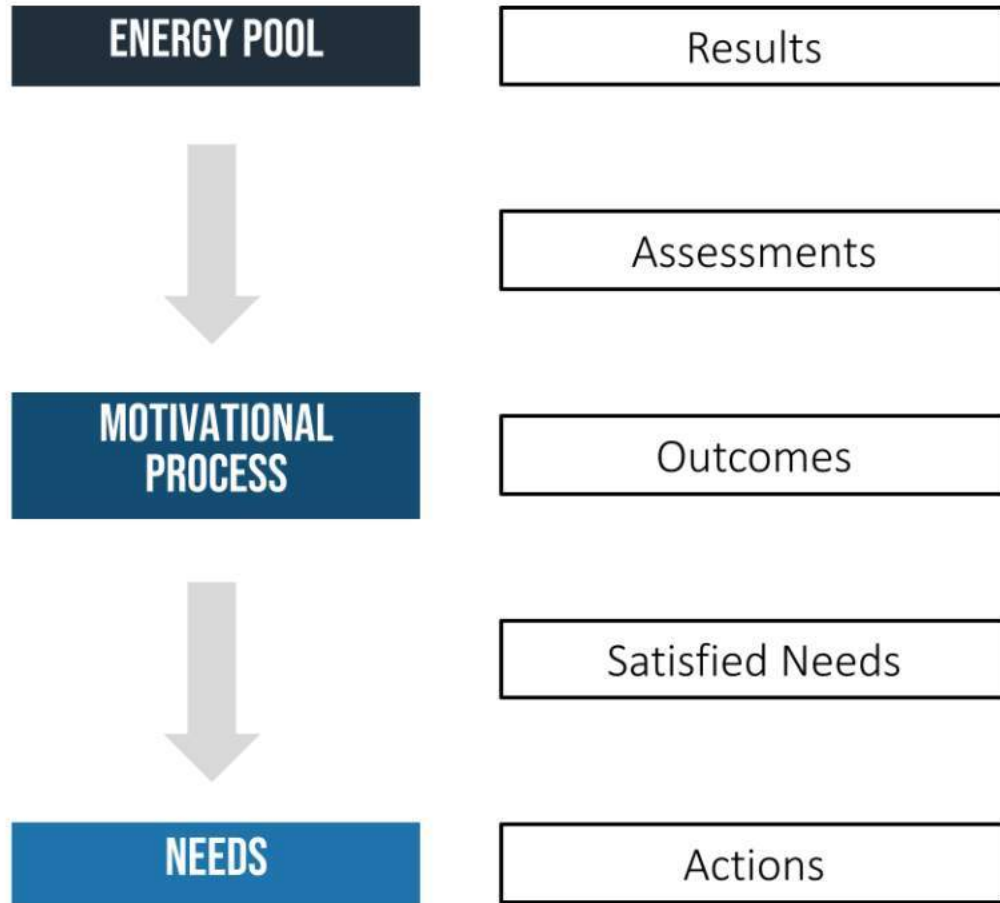 ENERGY POOL
MOTIVATIONAL
PROCESS
NEEDS
Results
Assessments
Outcomes
Satisfied Needs
Actions